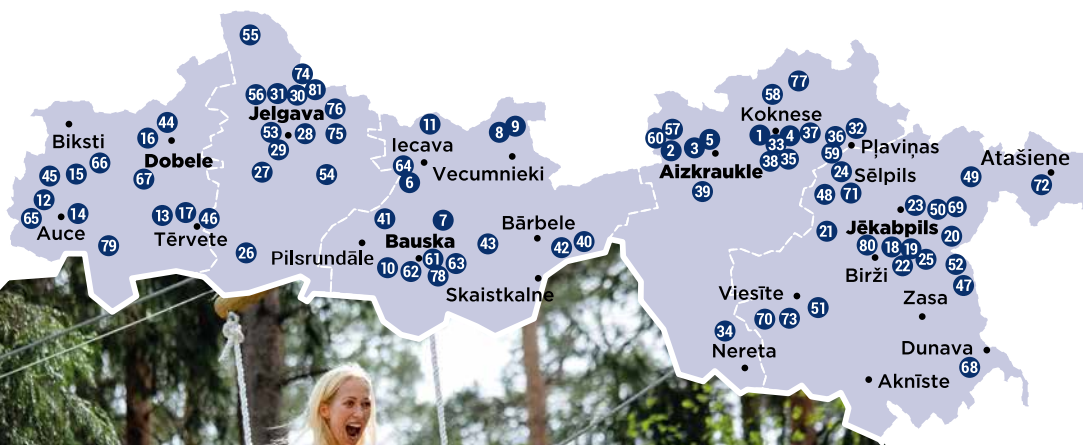 55
74
56 31 30 81
76
Jelgava
53 28 75
29
27 54
26
44
Biksti 16
Dobele
66
45 15
67
12
65 14
Auce
13 17 46
Tērvete
79
11
8 9
Iecava
64
Vecumnieki
6
41 7
Bārbele
Bauska 43
42 40
Pilsrundāle
61
10 62 63
78
Skaistkalne
77
58
Koknese
57
60
5
1 4 37
36 32
2 3
33
Pļaviņas
59
Aizkraukle
38 35
24
Sēlpils
39
48 71
Atašiene
49
72
23 50 69
21
Jēkabpils
20
80 18 19
25
22
52
Birži
47
Zasa
Viesīte
51
70 73
34
Nereta
Dunava
68
Aknīste